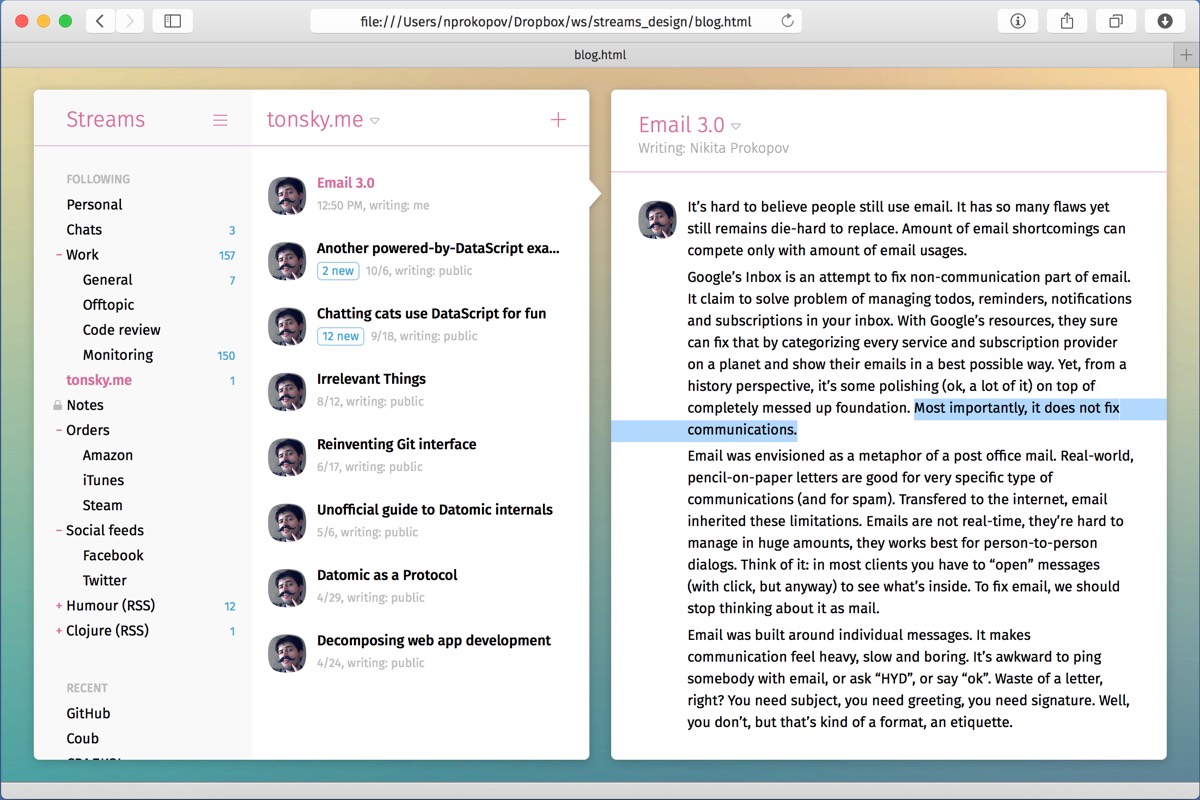 file:///Users/nprokopov/Dropbox/ws/streams_design/blog.html
blog.html
Streams
FOLLOWING
Personal
Chats 3
- Work 157
General 7
Offtopic
Code review
Monitoring 150
tonsky.me 1
Notes
- Orders
Amazon
iTunes
Steam
- Social feeds
Facebook
Twitter
+ Humour (RSS) 12
+ Clojure (RSS) 1
RECENT
GitHub
Coub
tonsky.me
Email 3.0
12:50 PM, writing: me
Another powered-by-DataScript exa...
2 new 10/6, writing: public
Chatting cats use DataScript for fun
12 new 9/18, writing: public
Irrelevant Things
8/12, writing: public
Reinventing Git interface
6/17, writing: public
Unofficial guide to Datomic internals
5/6, writing: public
Datomic as a Protocol
4/29, writing: public
Decomposing web app development
4/24, writing: public
Email 3.0
Writing: Nikita Prokopov
It’s hard to believe people still use email. It has so many flaws yet
still remains die-hard to replace. Amount of email shortcomings can
compete only with amount of email usages.
Google’s Inbox is an attempt to fix non-communication part of email.
It claim to solve problem of managing todos, reminders, notifications
and subscriptions in your inbox. With Google’s resources, they sure
can fix that by categorizing every service and subscription provider
on a planet and show their emails in a best possible way. Yet, from a
history perspective, it’s some polishing (ok, a lot of it) on top of
completely messed up foundation. Most importantly, it does not fix
communications.
Email was envisioned as a metaphor of a post office mail. Real-world,
pencil-on-paper letters are good for very specific type of
communications (and for spam). Transfered to the internet, email
inherited these limitations. Emails are not real-time, they’re hard to
manage in huge amounts, they works best for person-to-person
dialogs. Think of it: in most clients you have to “open” messages
(with click, but anyway) to see what’s inside. To fix email, we should
stop thinking about it as mail.
Email was built around individual messages. It makes
communication feel heavy, slow and boring. It’s awkward to ping
somebody with email, or ask “HYD”, or say “ok”. Waste of a letter,
right? You need subject, you need greeting, you need signature. Well,
you don’t, but that’s kind of a format, an etiquette.